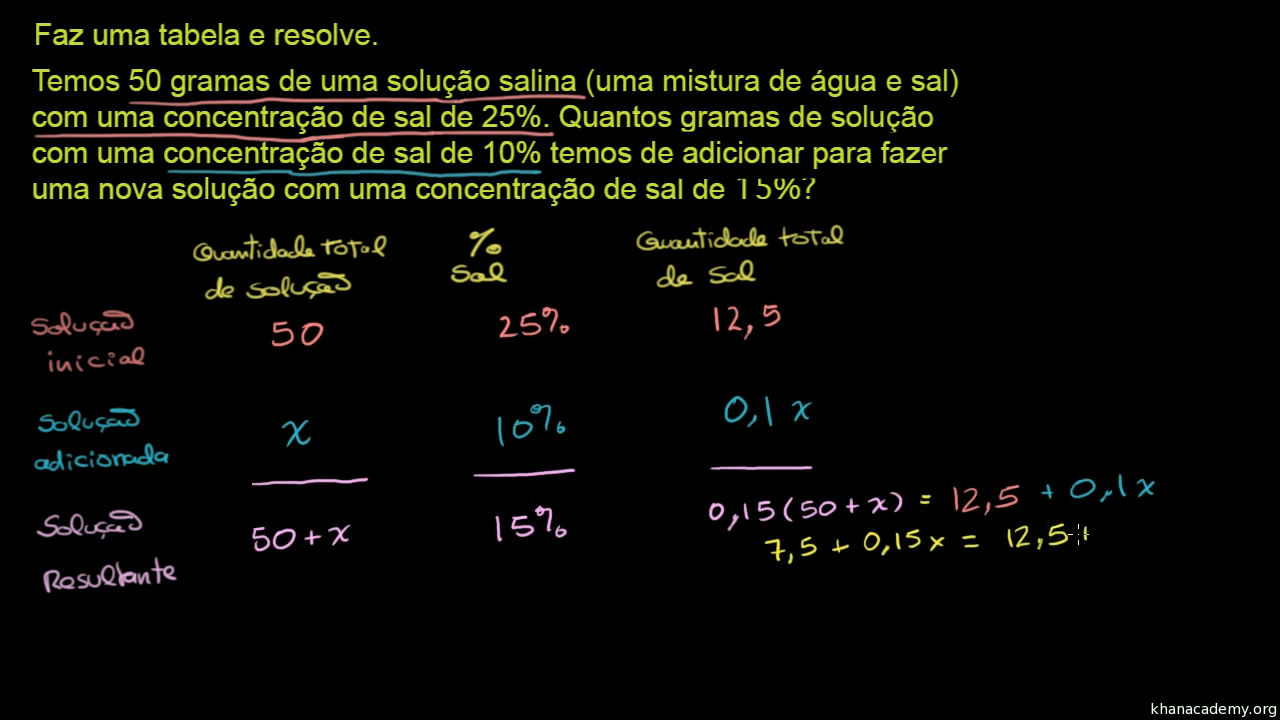 Faz uma tabela e resolve.
Temos 50 gramas de uma solução salina (uma mistura de água e sal)
com uma concentração de sal de 25%. Quantos gramas de solução
com uma concentração de sal de 10% temos de adicionar para fazer
uma nova solução com uma concentração de sal de 15%?
Quantidade total % Quantidade total
de solução Sal de Sal
Solução 50 25% 12,5
inicial
Solução x 10% 0,1 x
adicionada
Solução 50 + x 15% 0,15 (50 + x) = 12,5 + 0,1 x
Resultante 7,5 + 0,15 x = 12,5 +
khanacademy.org